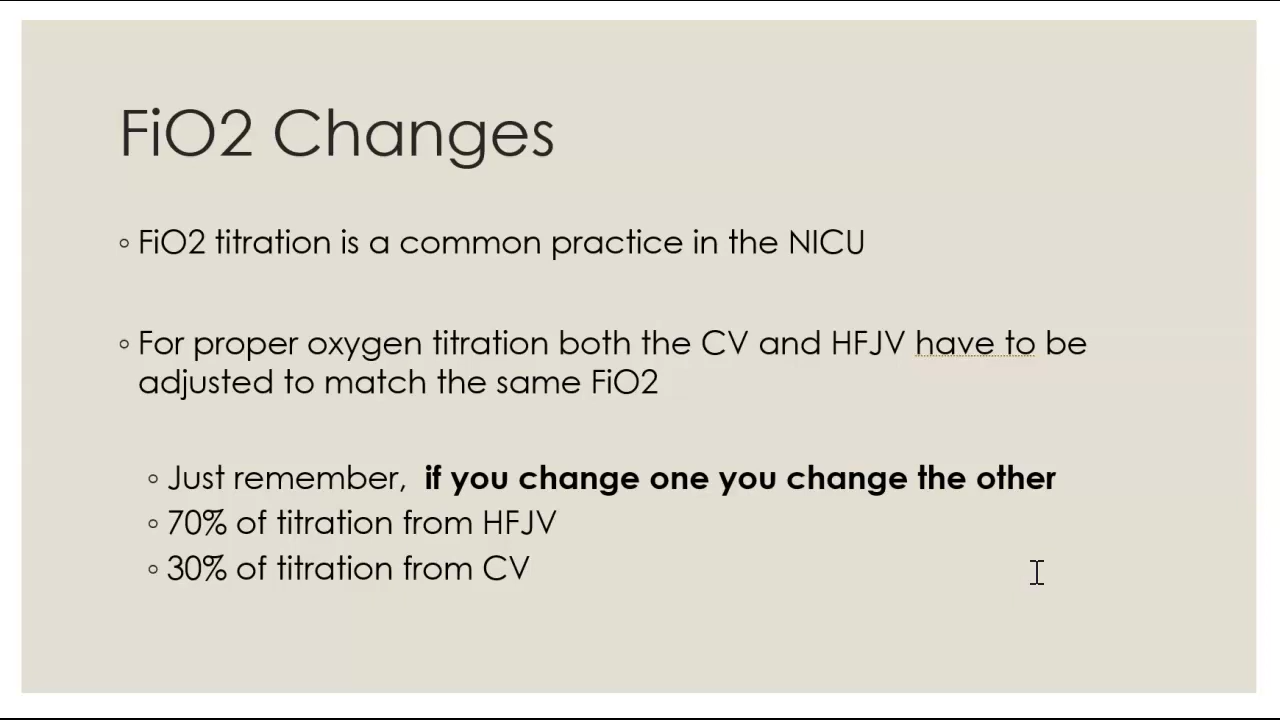 FiO2 Changes
◦ FiO2 titration is a common practice in the NICU
◦ For proper oxygen titration both the CV and HFJV have to be
adjusted to match the same FiO2
◦ Just remember,  if you change one you change the other
◦ 70% of titration from HFJV
◦ 30% of titration from CV